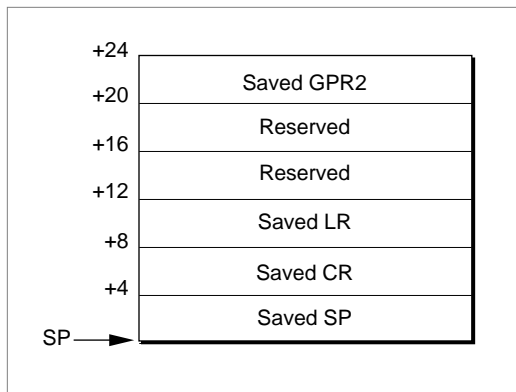 +24
Saved GPR2
+20
Reserved
+16
Reserved
+12
Saved LR
+8
Saved CR
+4
Saved SP
SP